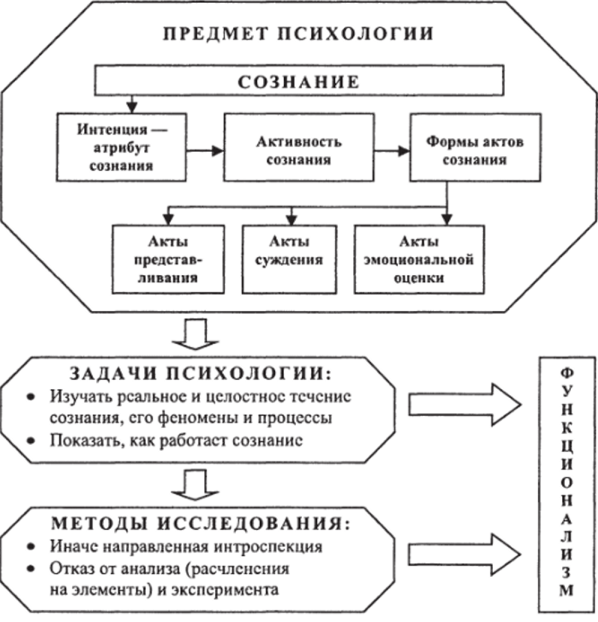 ПРЕДМЕТ ПСИХОЛОГИИ
СОЗНАНИЕ
Интенция —
атрибут
сознания
Активность
сознания
Формы актов
сознания
Акты
представ-
ливания
Акты
суждения
Акты
эмоциональной
оценки
ЗАДАЧИ ПСИХОЛОГИИ:
• Изучать реальное и целостное течение
сознания, его феномены и процессы
• Показать, как работает сознание
МЕТОДЫ ИССЛЕДОВАНИЯ:
• Иначе направленная интроспекция
• Отказ от анализа (расчленения
на элементы) и эксперимента
ФУНКЦИОНАЛИЗМ